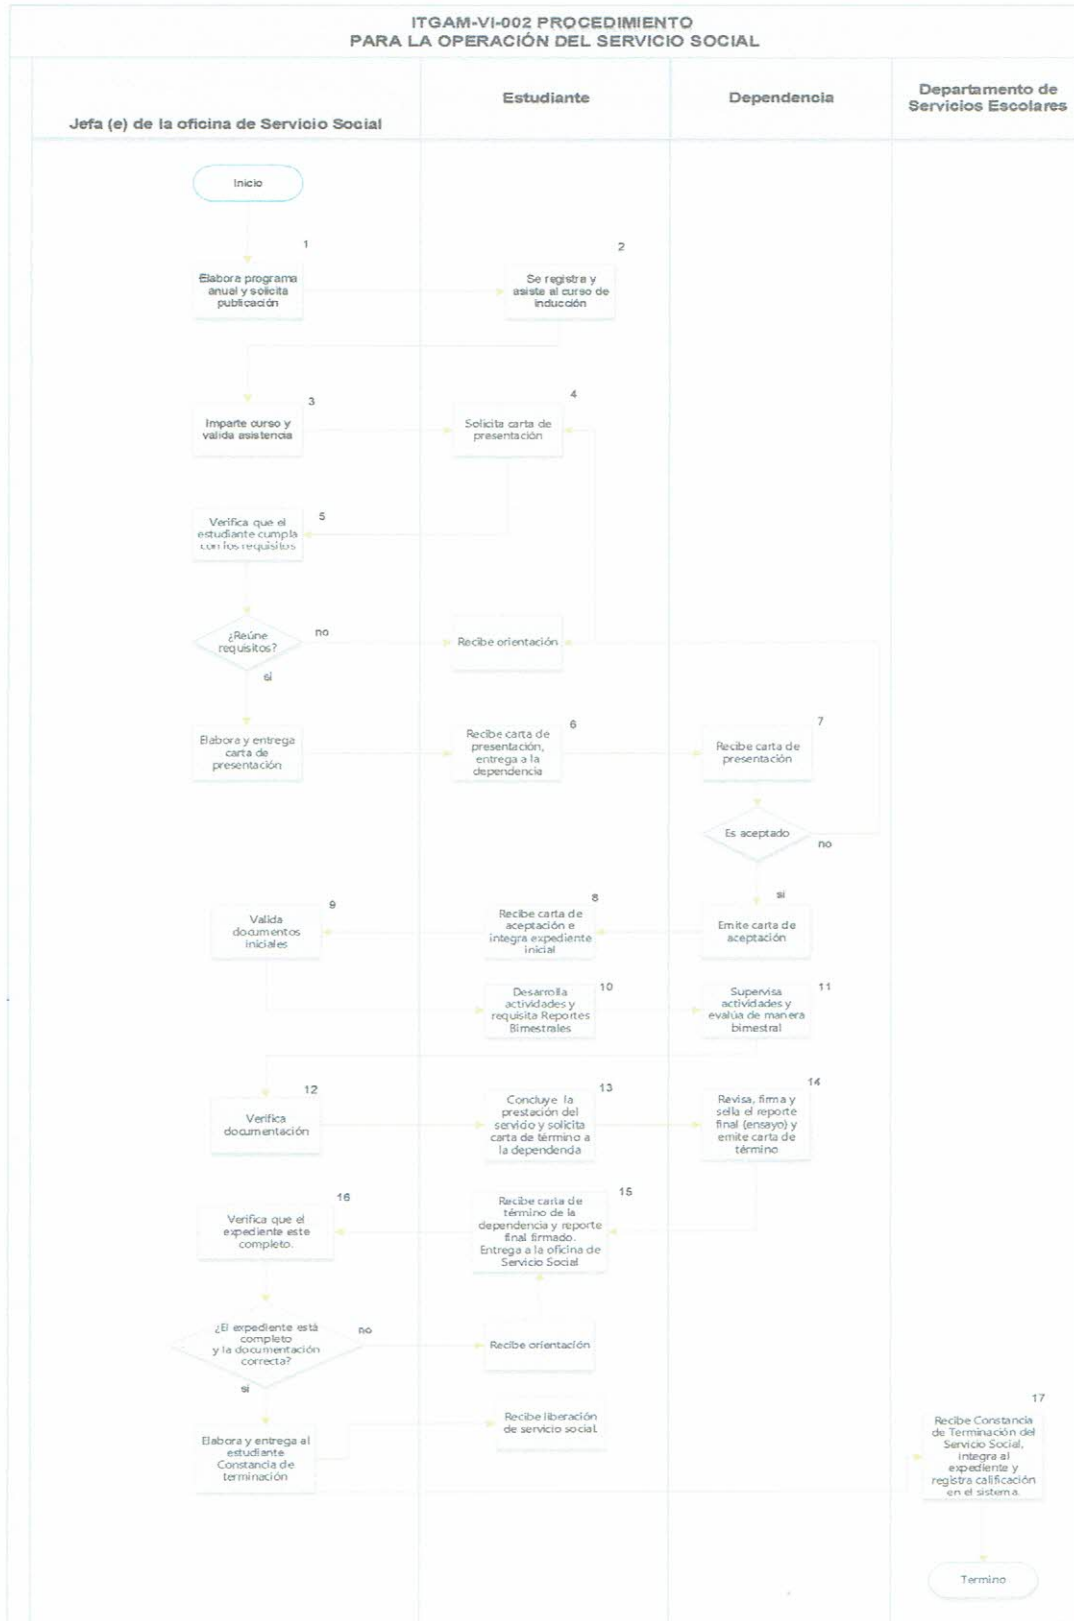 ITGAM-VI-002 PROCEDIMIENTO
PARA LA OPERACIÓN DEL SERVICIO SOCIAL
Jefa (e) de la oficina de Servicio Social
Estudiante
Dependencia
Departamento de
Servicios Escolares
Inicio
1
Elabora programa
anual y solicita
publicación
2
Se registra y
asiste al curso de
inducción
3
Imparte curso y
valida asistencia
4
Solicita carta de
presentación
5
Verifica que el
estudiante cumpla
con los requisitos
¿Reúne
requisitos?
no
si
Recibe orientación
Elabora y entrega
carta de
presentación
6
Recibe carta de
presentación,
entrega a la
dependencia
7
Recibe carta de
presentación
Es aceptado
no
si
Emite carta de
aceptación
8
Recibe carta de
aceptación e
integra expediente
inicial
9
Valida
documentos
iniciales
10
Desarrolla
actividades y
requisita Reportes
Bimestrales
11
Supervisa
actividades y
evalúa de manera
bimestral
12
Verifica
documentación
13
Concluye la
prestación del
servicio y solicita
carta de término a
la dependencia
14
Revisa, firma y
sella el reporte
final (ensayo) y
emite carta de
término
15
Recibe carta de
término de la
dependencia y reporte
final firmado.
Entrega a la oficina de
Servicio Social
16
Verifica que el
expediente este
completo.
¿El expediente está
completo
y la documentación
correcta?
no
si
Recibe orientación
Elabora y entrega al
estudiante
Constancia de
terminación
Recibe liberación
de servicio social.
17
Recibe Constancia
de Terminación del
Servicio Social,
integra al
expediente y
registra calificación
en el sistema.
Termino